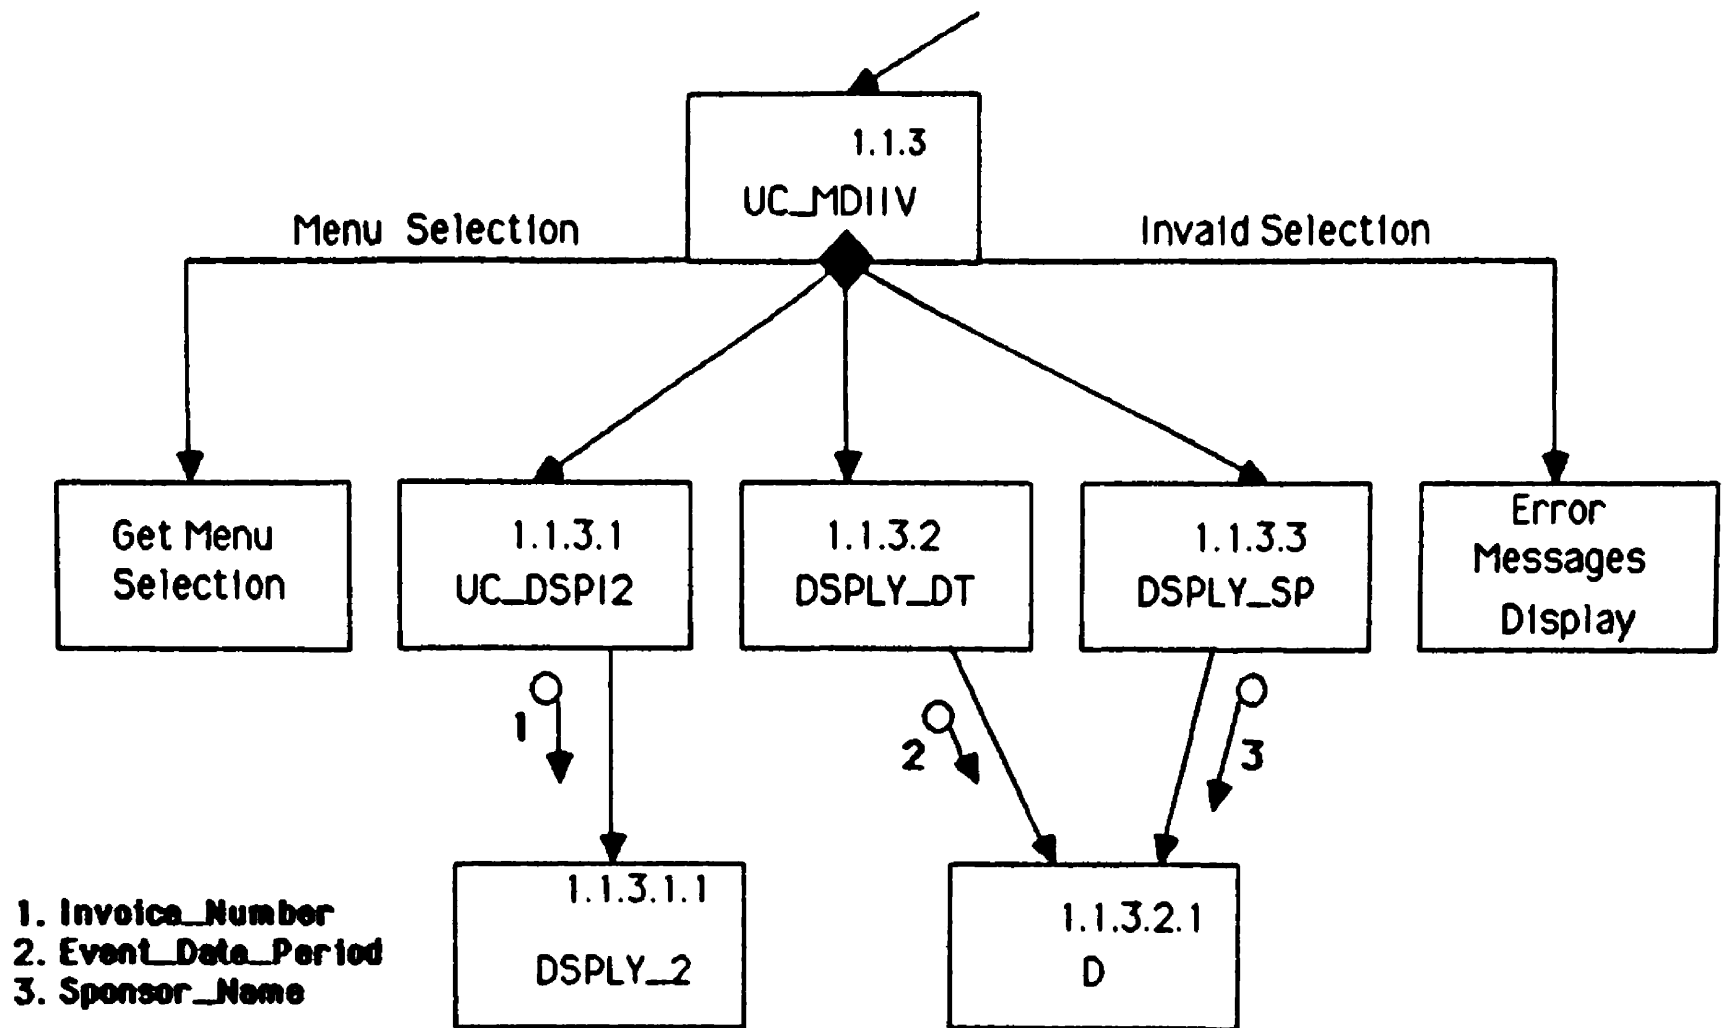 1.1.3
UC_MDIIV
Menu Selection
Invaid Selection
Get Menu
Selection
1.1.3.1
UC_DSPI2
1.1.3.2
DSPLY_DT
1.1.3.3
DSPLY_SP
Error
Messages
Display
1
2
3
1.1.3.1.1
DSPLY_2
1.1.3.2.1
D
1. Invoice_Number
2. Event_Date_Period
3. Sponsor_Name